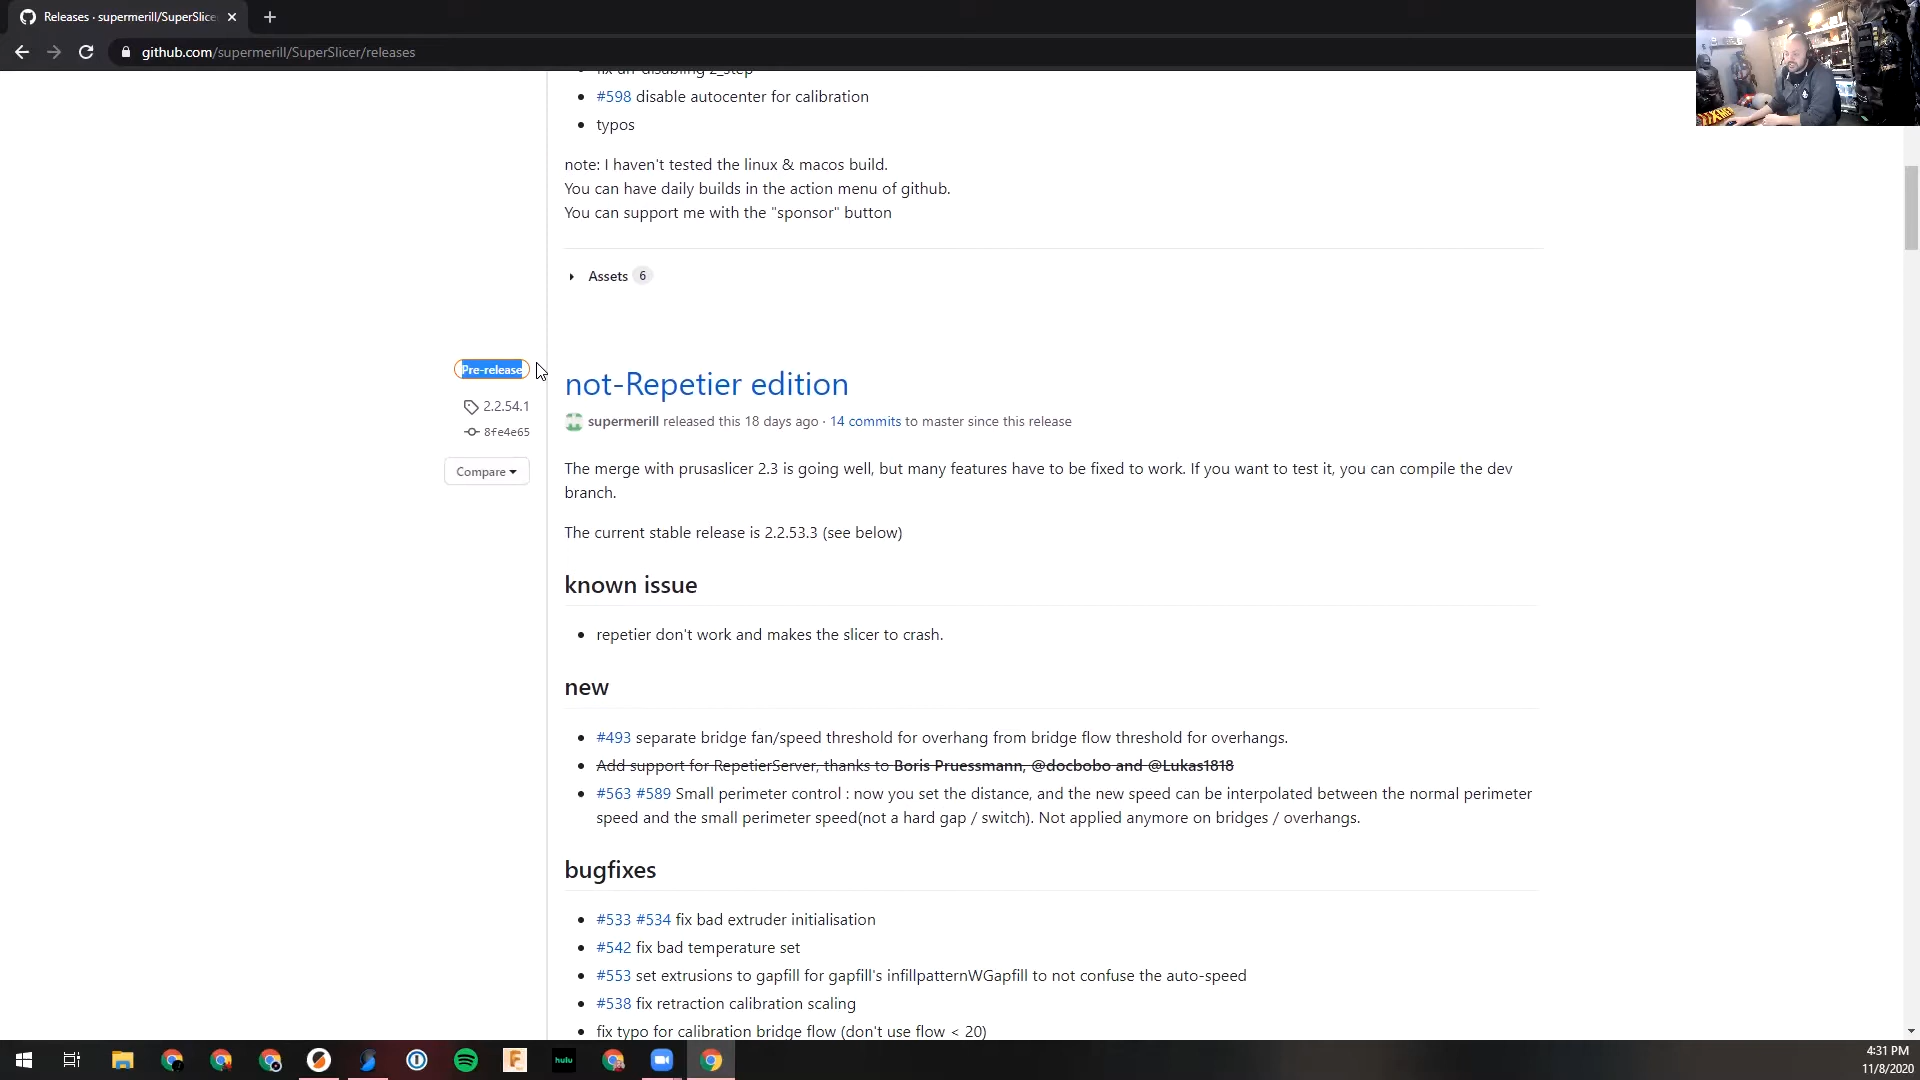 Releases · supermerill/SuperSlice
github.com/supermerill/SuperSlicer/releases
fix un-disabling z_step
#598 disable autocenter for calibration
typos
note: I haven't tested the linux & macos build.
You can have daily builds in the action menu of github.
You can support me with the "sponsor" button
Assets 6
Pre-release
2.2.54.1
8fe4e65
Compare
not-Repetier edition
supermerill released this 18 days ago · 14 commits to master since this release
The merge with prusaslicer 2.3 is going well, but many features have to be fixed to work. If you want to test it, you can compile the dev
branch.
The current stable release is 2.2.53.3 (see below)
known issue
repetier don't work and makes the slicer to crash.
new
#493 separate bridge fan/speed threshold for overhang from bridge flow threshold for overhangs.
Add support for RepetierServer, thanks to Boris Pruessmann, @docbobo and @Lukas1818
#563 #589 Small perimeter control : now you set the distance, and the new speed can be interpolated between the normal perimeter
speed and the small perimeter speed(not a hard gap / switch). Not applied anymore on bridges / overhangs.
bugfixes
#533 #534 fix bad extruder initialisation
#542 fix bad temperature set
#553 set extrusions to gapfill for gapfill's infillpatternWGapfill to not confuse the auto-speed
#538 fix retraction calibration scaling
fix typo for calibration bridge flow (don't use flow < 20)
hulu
4:31 PM
11/8/2020